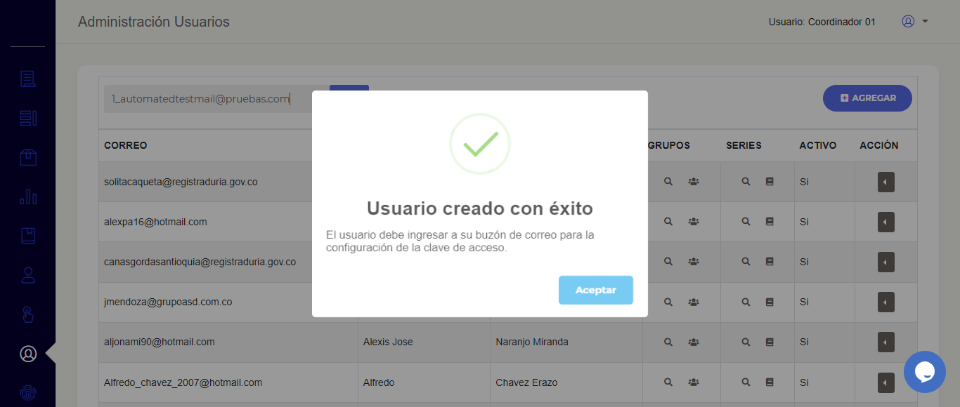 Administración Usuarios
Usuario: Coordinador 01
1_automatedtestmail@pruebas.com
AGREGAR
CORREO GRUPOS SERIES ACTIVO ACCIÓN
solitacaqueta@registraduria.gov.co Si
alexpa16@hotmail.com Si
canasgordasantioquia@registraduria.gov.co Si
jmendoza@grupoasd.com.co Si
aljonami90@hotmail.com Alexis Jose Naranjo Miranda Si
Alfredo_chavez_2007@hotmail.com Alfredo Chavez Erazo Si
Usuario creado con éxito
El usuario debe ingresar a su buzón de correo para la
configuración de la clave de acceso.
Aceptar